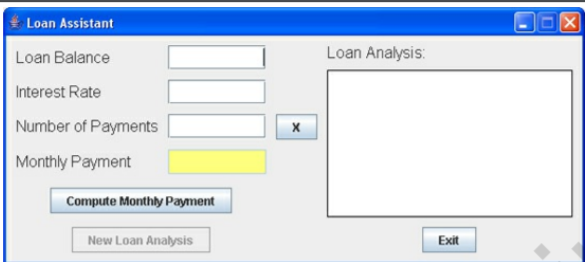 Loan Assistant
Loan Balance
Interest Rate
Number of Payments
X
Monthly Payment
Compute Monthly Payment
New Loan Analysis
Loan Analysis:
Exit